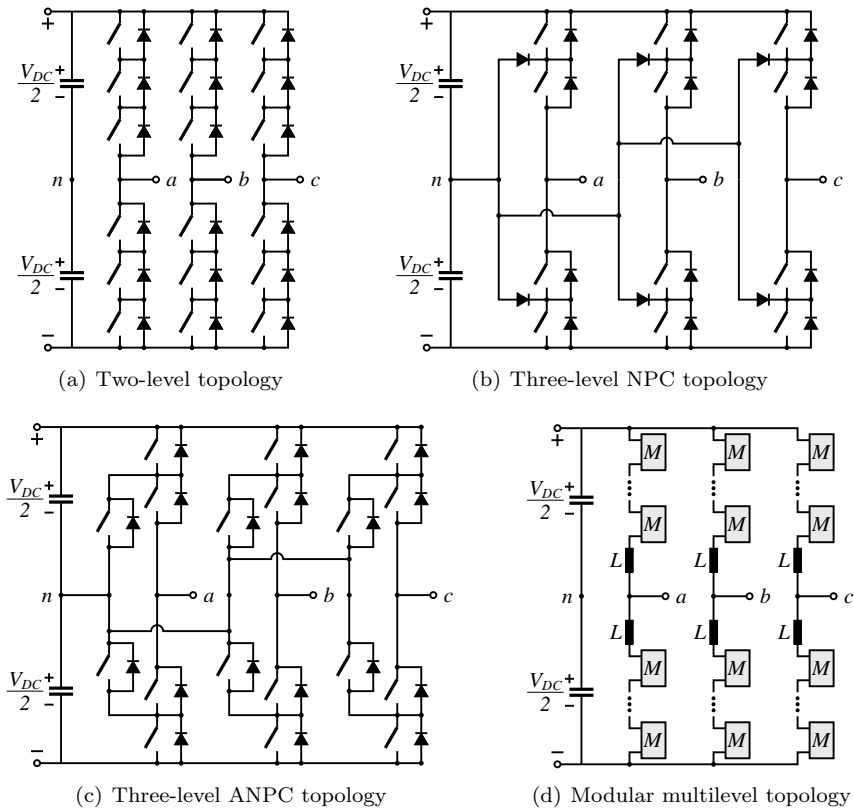 +
V_DC/2
+
−
n
a
b
c
V_DC/2
+
−
−
(a) Two-level topology
+
V_DC/2
+
−
n
a
b
c
V_DC/2
+
−
−
(b) Three-level NPC topology
+
V_DC/2
+
−
n
a
b
c
V_DC/2
+
−
−
(c) Three-level ANPC topology
+
M M M
V_DC/2
+
−
M M M
L L L
n
a
b
c
L L L
M M M
V_DC/2
+
−
M M M
−
(d) Modular multilevel topology